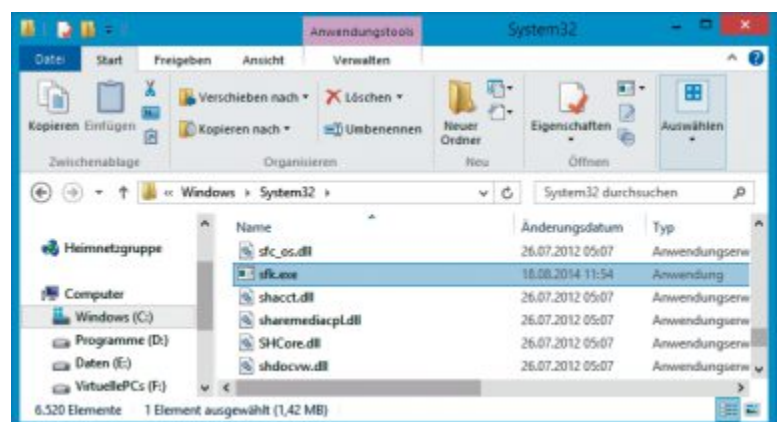 Anwendungstools System32
Datei Start Freigeben Ansicht Verwalten
Kopieren Einfügen Verschieben nach Löschen Neuer Ordner Eigenschaften Auswählen
Kopieren nach Umbenennen
Zwischenablage Organisieren Neu Öffnen
« Windows System32 System32 durchsuchen
Name Änderungsdatum Typ
Heimnetzgruppe sfc_os.dll 26.07.2012 05:07 Anwendungserw
sfk.exe 18.08.2014 11:54 Anwendung
Computer shacct.dll 26.07.2012 05:07 Anwendungserw
Windows (C:) sharemediacpl.dll 26.07.2012 05:07 Anwendungserw
Programme (D:) SHCore.dll 26.07.2012 05:07 Anwendungserw
Daten (E:) shdocvw.dll 26.07.2012 05:07 Anwendungserw
VirtuellePCs (F:)
6.520 Elemente 1 Element ausgewählt (1,42 MB)